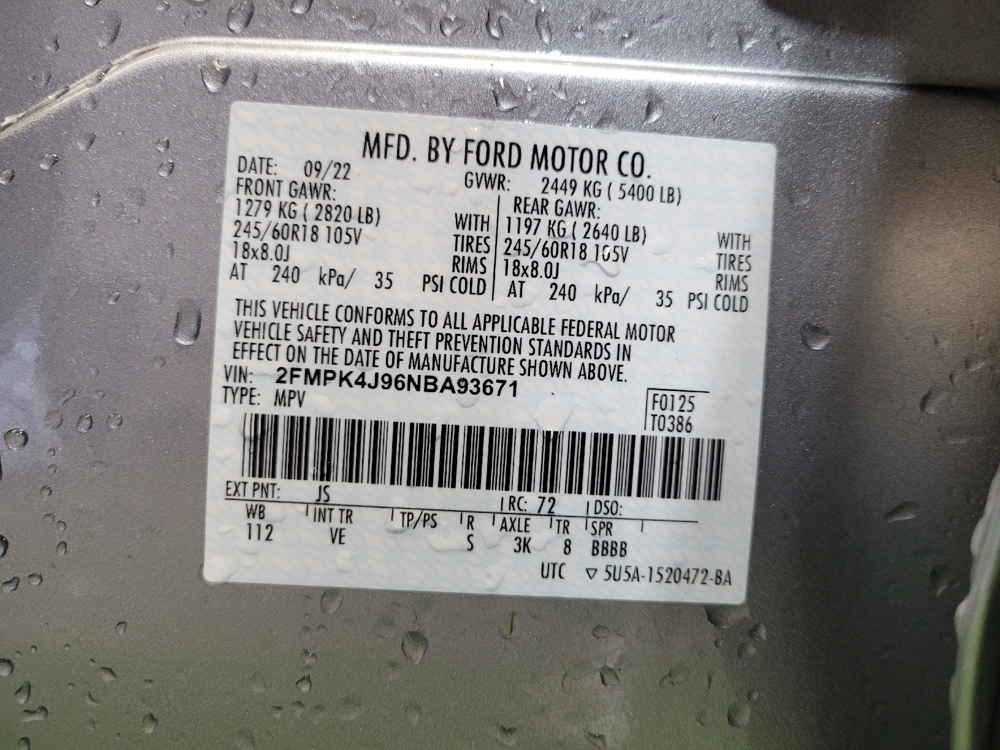 MFD. BY FORD MOTOR CO.
DATE: 09/22 GVWR: 2449 KG ( 5400 LB)
FRONT GAWR: REAR GAWR:
1279 KG ( 2820 LB) WITH 1197 KG ( 2640 LB) WITH
245/60R18 105V TIRES 245/60R18 105V TIRES
18x8.0J RIMS 18x8.0J RIMS
AT 240 kPa/ 35 PSI COLD AT 240 kPa/ 35 PSI COLD
THIS VEHICLE CONFORMS TO ALL APPLICABLE FEDERAL MOTOR
VEHICLE SAFETY AND THEFT PREVENTION STANDARDS IN
EFFECT ON THE DATE OF MANUFACTURE SHOWN ABOVE.
VIN: 2FMPK4J96NBA93671
TYPE: MPV
F0125
T0386
EXT PNT: JS RC: 72 DSO:
WB INT TR TP/PS R AXLE TR SPR
112 VE S 3K 8 BBBB
UTC ▽ 5U5A-1520472-BA